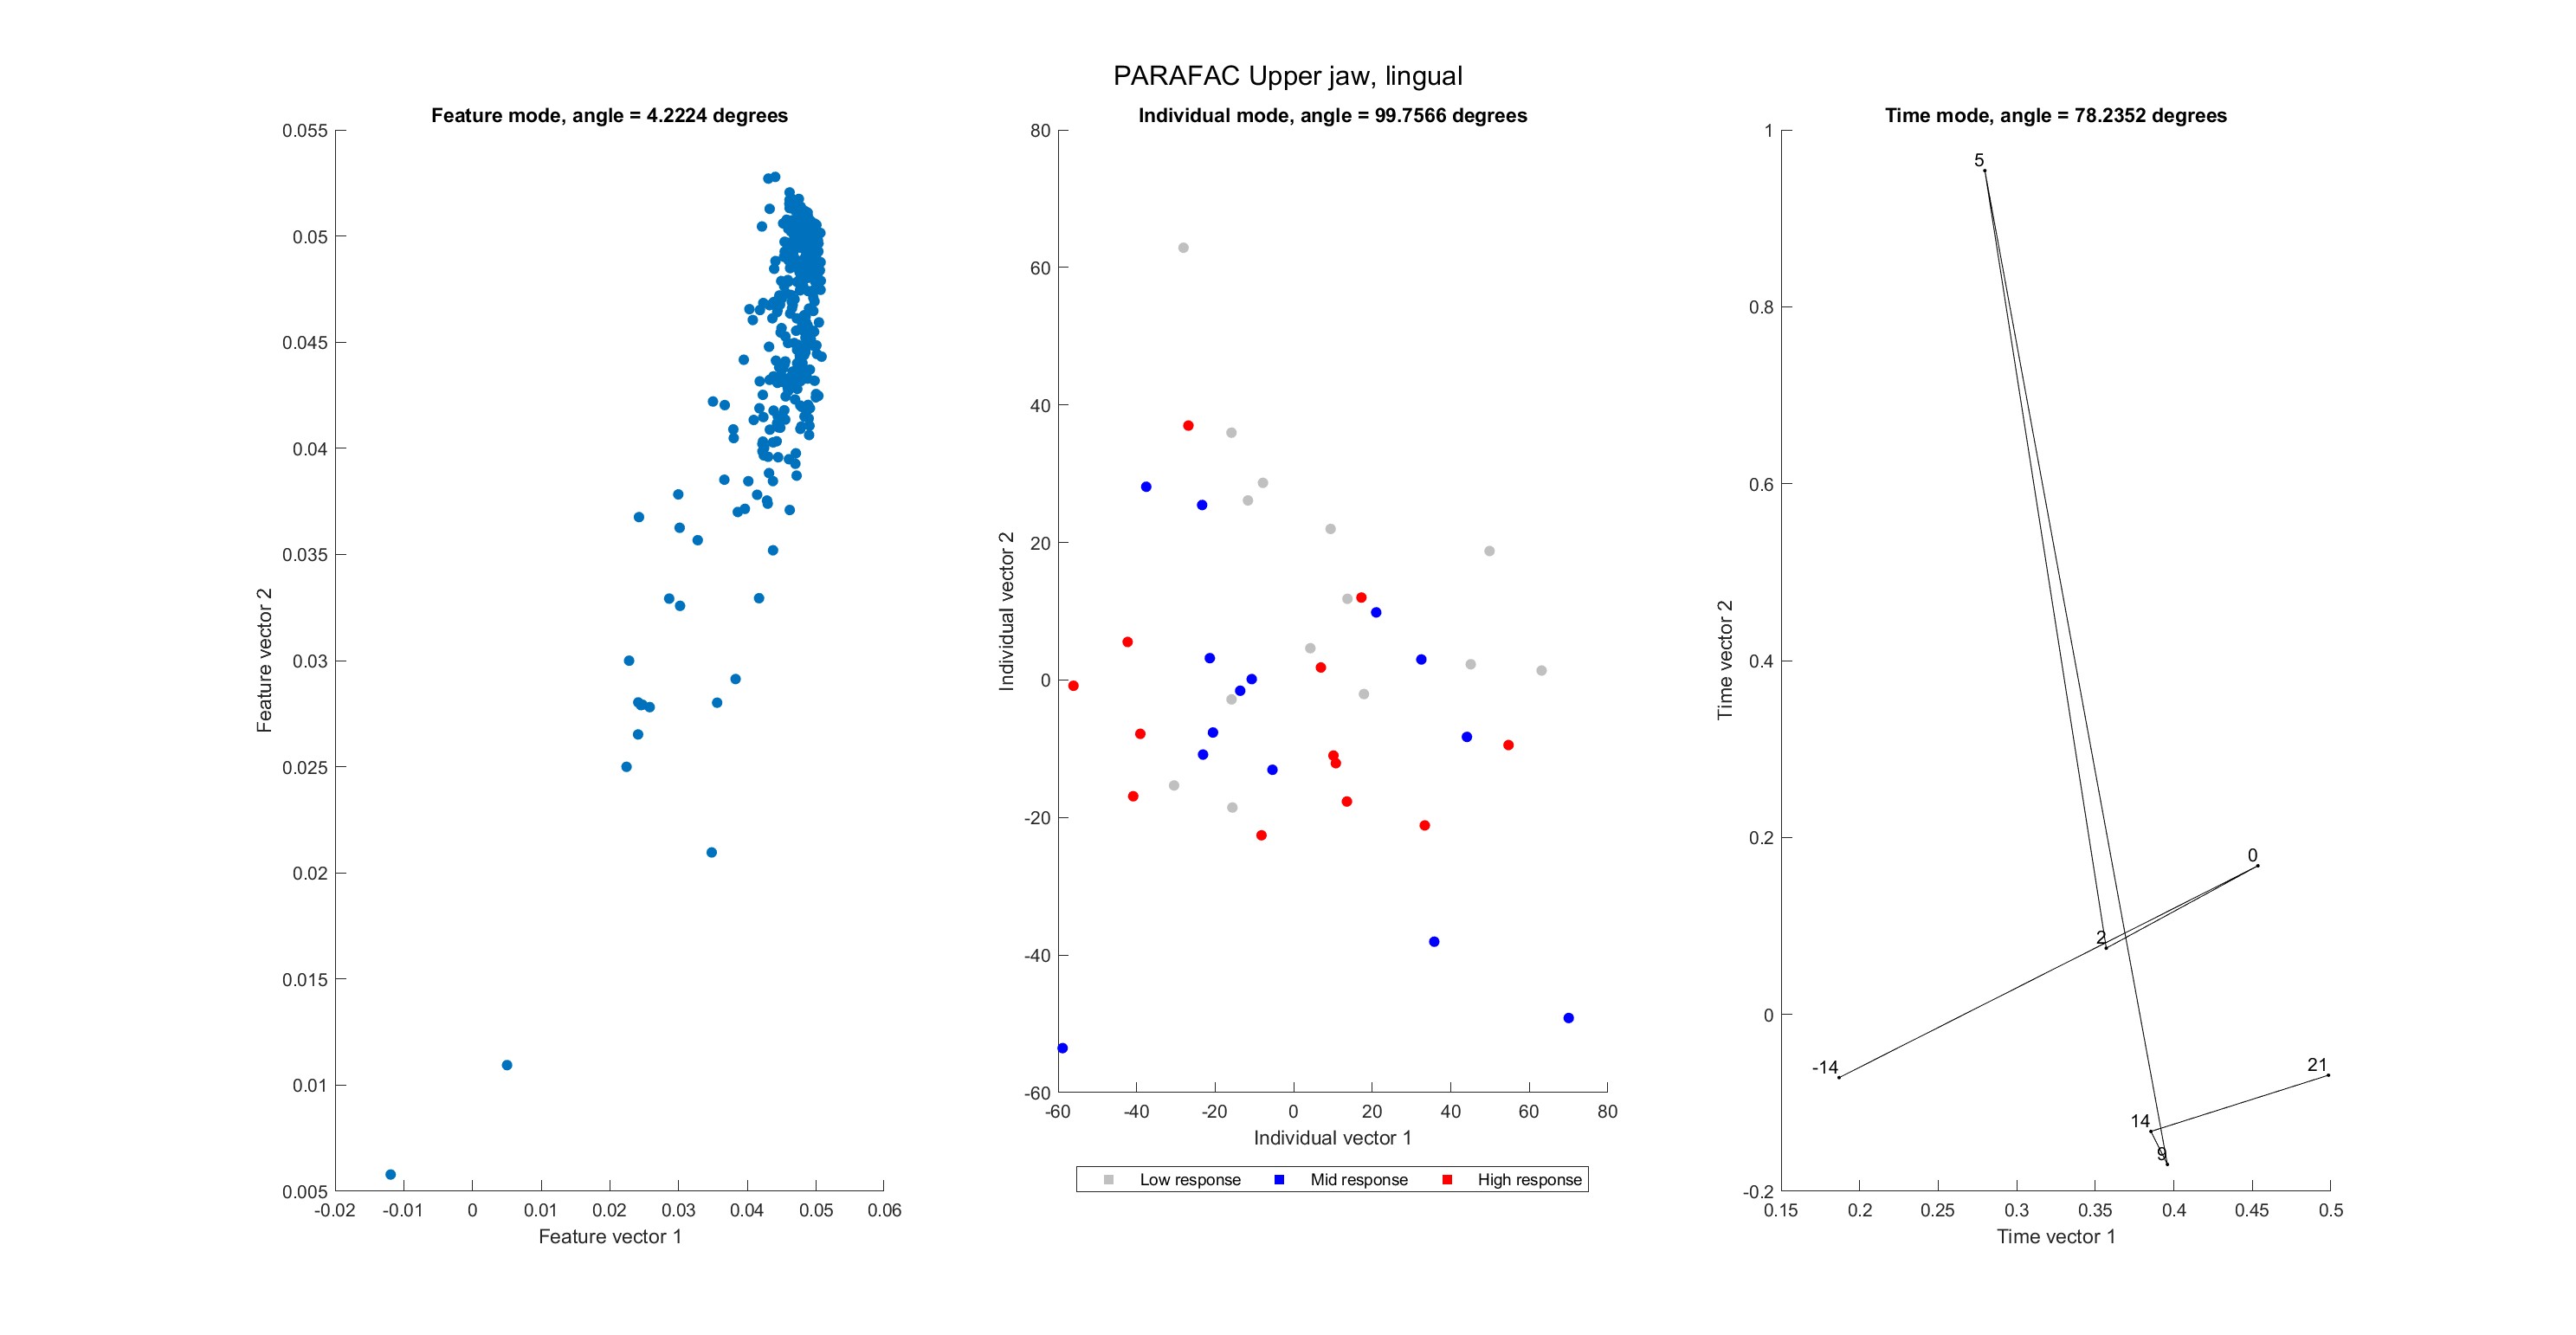 PARAFAC Upper jaw, lingual
Feature mode, angle = 4.2224 degrees
0.055
0.05
0.045
0.04
0.035
0.03
0.025
0.02
0.015
0.01
0.005
-0.02 -0.01 0 0.01 0.02 0.03 0.04 0.05 0.06
Feature vector 1
Feature vector 2
Individual mode, angle = 99.7566 degrees
80
60
40
20
0
-20
-40
-60
-60 -40 -20 0 20 40 60 80
Individual vector 1
Individual vector 2
Low response Mid response High response
Time mode, angle = 78.2352 degrees
1
0.8
0.6
0.4
0.2
0
-0.2
0.15 0.2 0.25 0.3 0.35 0.4 0.45 0.5
Time vector 1
Time vector 2
5
0
2
-14
21
14
9